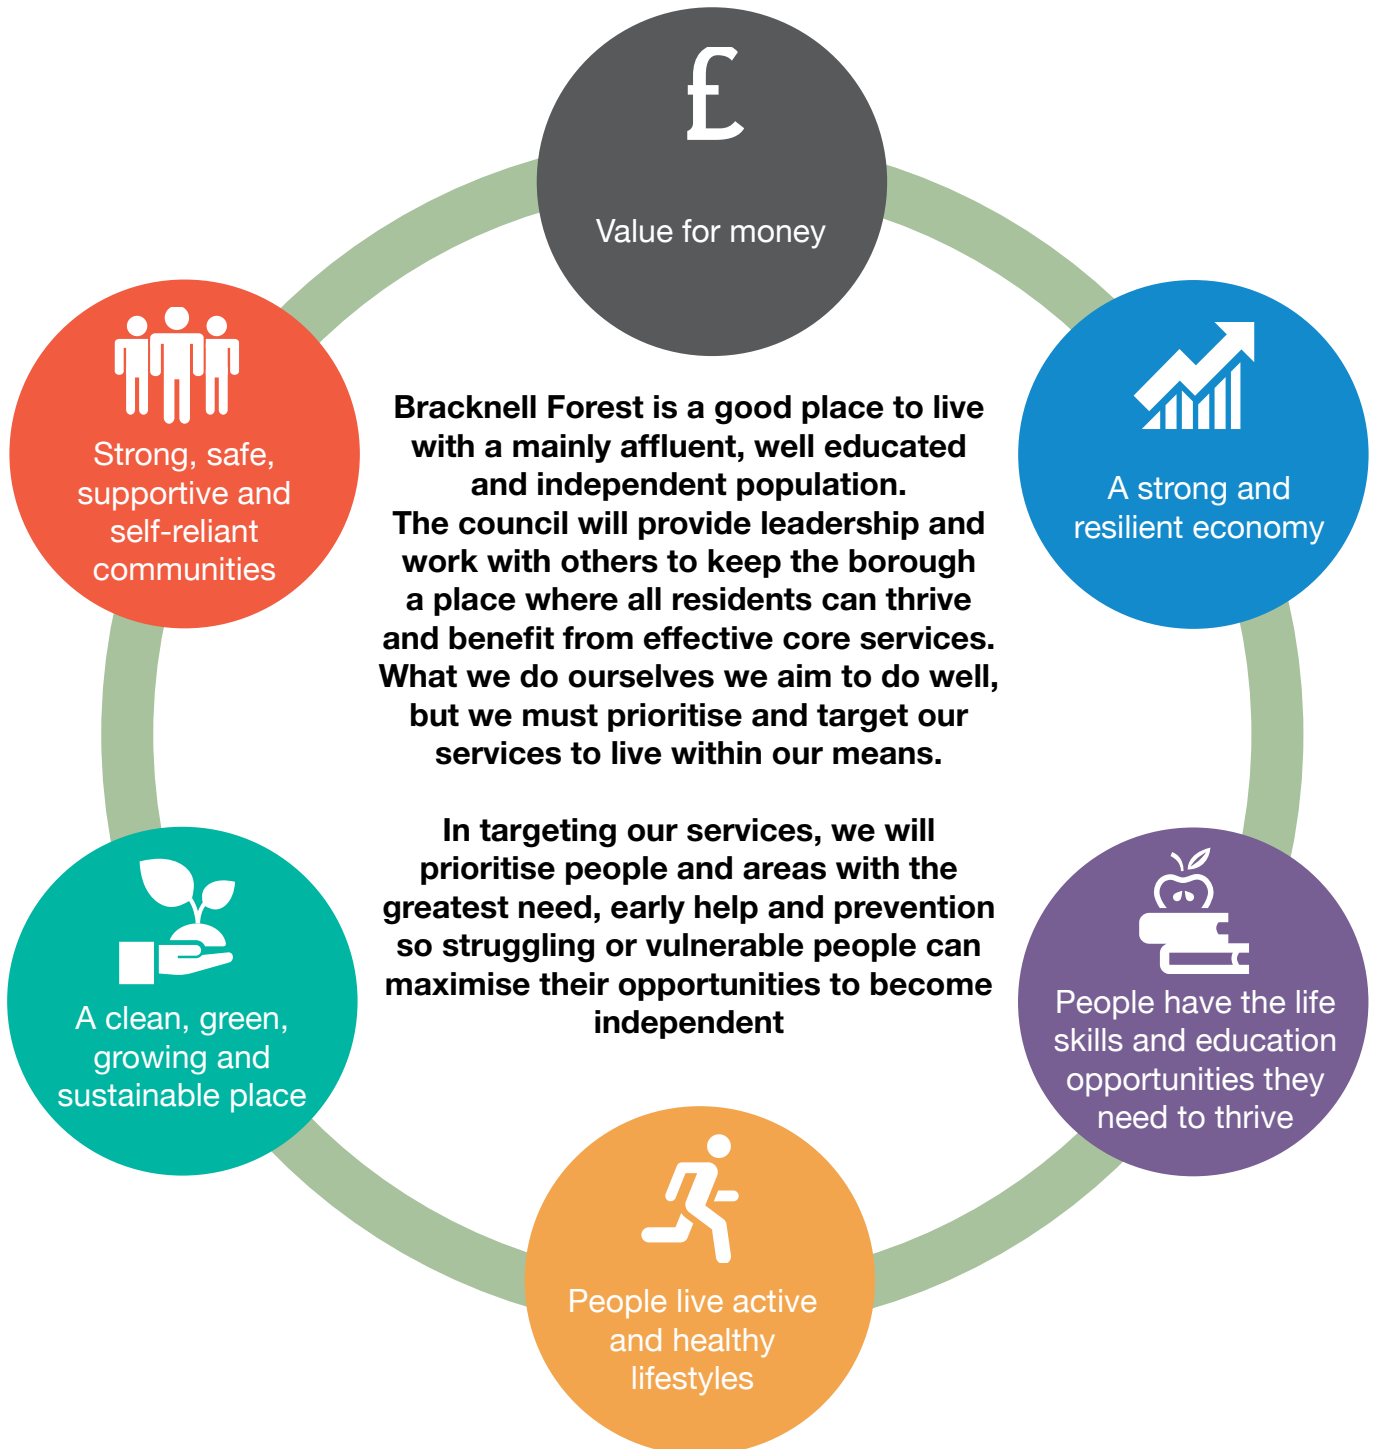 £
Value for money
Strong, safe,
supportive and
self-reliant
communities
A strong and
resilient economy
Bracknell Forest is a good place to live
with a mainly affluent, well educated
and independent population.
The council will provide leadership and
work with others to keep the borough
a place where all residents can thrive
and benefit from effective core services.
What we do ourselves we aim to do well,
but we must prioritise and target our
services to live within our means.
In targeting our services, we will
prioritise people and areas with the
greatest need, early help and prevention
so struggling or vulnerable people can
maximise their opportunities to become
independent
A clean, green,
growing and
sustainable place
People have the life
skills and education
opportunities they
need to thrive
People live active
and healthy
lifestyles